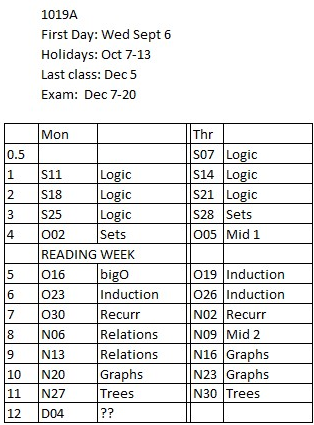 1019A
First Day: Wed Sept 6
Holidays: Oct 7-13
Last class: Dec 5
Exam: Dec 7-20
Mon Thr
0.5 S07 Logic
1 S11 Logic S14 Logic
2 S18 Logic S21 Logic
3 S25 Logic S28 Sets
4 O02 Sets O05 Mid 1
READING WEEK
5 O16 bigO O19 Induction
6 O23 Induction O26 Induction
7 O30 Recurr N02 Recurr
8 N06 Relations N09 Mid 2
9 N13 Relations N16 Graphs
10 N20 Graphs N23 Graphs
11 N27 Trees N30 Trees
12 D04 ??